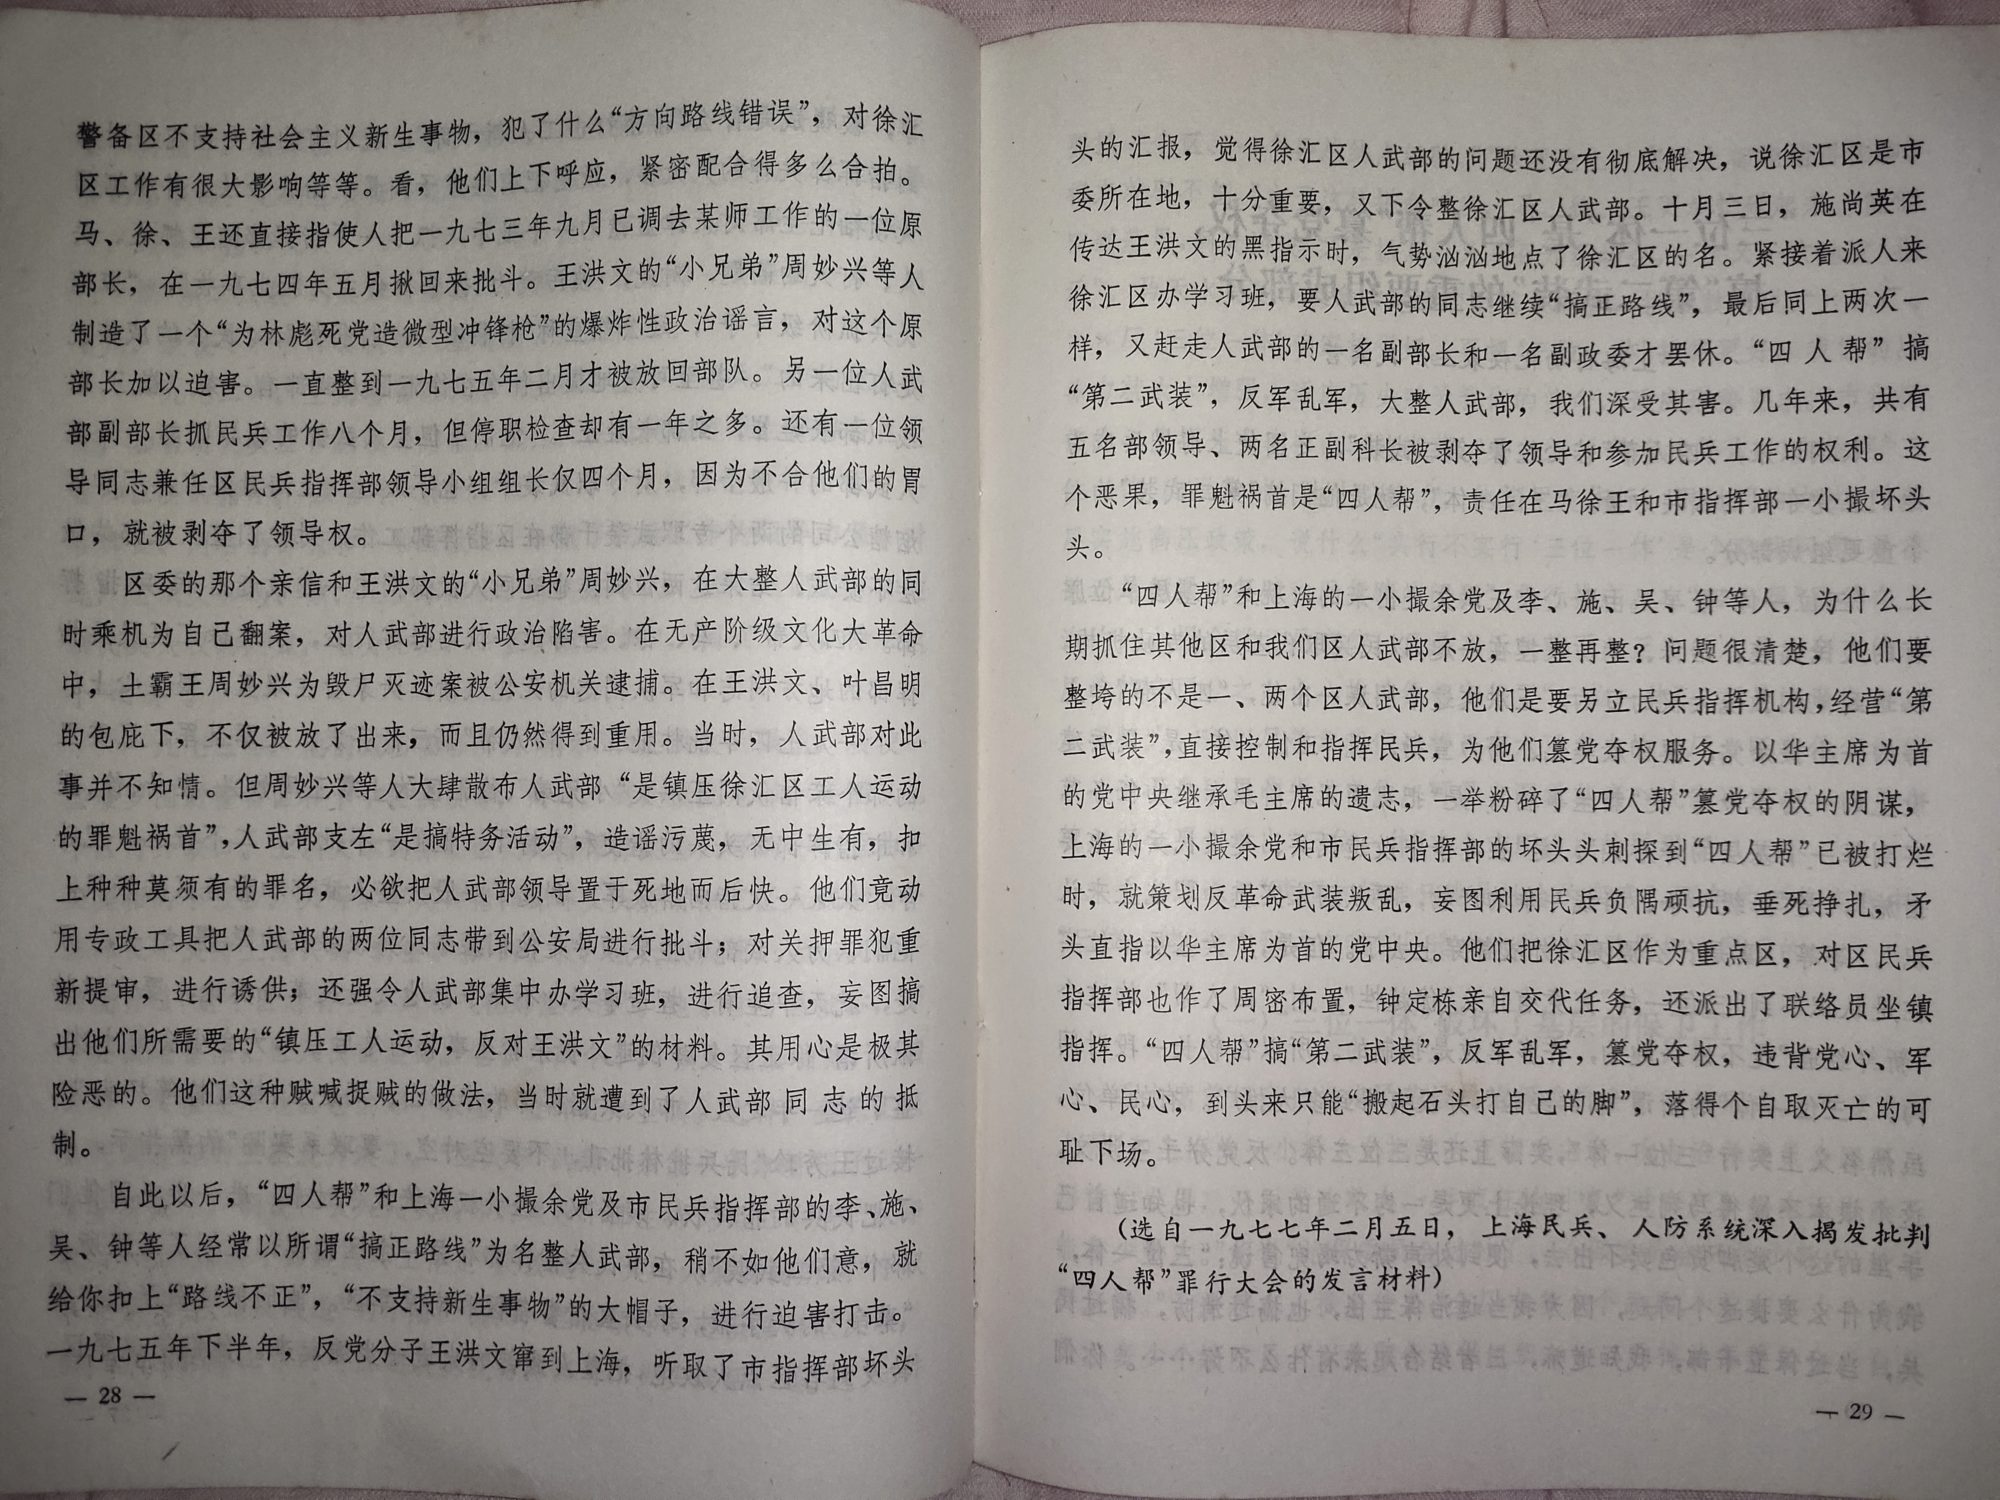 警备区不支持社会主义新生事物，犯了什么“方向路线错误”，对徐汇
区工作有很大影响等等。看，他们上下呼应，紧密配合得多么合拍。
马、徐、王还直接指使人把一九七三年九月已调去某师工作的一位原
部长，在一九七四年五月揪回来批斗。王洪文的“小兄弟”周妙兴等人
制造了一个“为林彪死党造微型冲锋枪”的爆炸性政治谣言，对这个原
部长加以迫害。一直整到一九七五年二月才被放回部队。另一位人武
部副部长抓民兵工作八个月，但停职检查却有一年之多。还有一位领
导同志兼任区民兵指挥部领导小组组长仅四个月，因为不合他们的胃
口，就被剥夺了领导权。
区委的那个亲信和王洪文的“小兄弟”周妙兴，在大整人武部的同
时乘机为自己翻案，对人武部进行政治陷害。在无产阶级文化大革命
中，土霸王周妙兴为毁尸灭迹案被公安机关逮捕。在王洪文、叶昌明
的包庇下，不仅被放了出来，而且仍然得到重用。当时，人武部对此
事并不知情。但周妙兴等人大肆散布人武部“是镇压徐汇区工人运动
的罪魁祸首”，人武部支左“是搞特务活动”，造谣污蔑，无中生有，扣
上种种莫须有的罪名，必欲把人武部领导置于死地而后快。他们竟动
用专政工具把人武部的两位同志带到公安局进行批斗；对关押罪犯重
新提审，进行诱供；还强令人武部集中办学习班，进行追查，妄图搞
出他们所需要的“镇压工人运动，反对王洪文”的材料。其用心是极其
险恶的。他们这种贼喊捉贼的做法，当时就遭到了人武部同志的抵
制。
自此以后，“四人帮”和上海一小撮余党及市民兵指挥部的李、施、
吴、钟等人经常以所谓“搞正路线”为名整人武部，稍不如他们意，就
给你扣上“路线不正”，“不支持新生事物”的大帽子，进行迫害打击。
一九七五年下半年，反党分子王洪文窜到上海，听取了市指挥部坏头
— 28 —
头的汇报，觉得徐汇区人武部的问题还没有彻底解决，说徐汇区是市
委所在地，十分重要，又下令整徐汇区人武部。十月三日，施尚英在
传达王洪文的黑指示时，气势汹汹地点了徐汇区的名。紧接着派人来
徐汇区办学习班，要人武部的同志继续“搞正路线”，最后同上两次一
样，又赶走人武部的一名副部长和一名副政委才罢休。“四人帮”搞
“第二武装”，反军乱军，大整人武部，我们深受其害。几年来，共有
五名部领导、两名正副科长被剥夺了领导和参加民兵工作的权利。这
个恶果，罪魁祸首是“四人帮”，责任在马徐王和市指挥部一小撮坏头
头。
“四人帮”和上海的一小撮余党及李、施、吴、钟等人，为什么长
期抓住其他区和我们区人武部不放，一整再整？问题很清楚，他们要
整垮的不是一、两个区人武部，他们是要另立民兵指挥机构，经营“第
二武装”，直接控制和指挥民兵，为他们篡党夺权服务。以华主席为首
的党中央继承毛主席的遗志，一举粉碎了“四人帮”篡党夺权的阴谋，
上海的一小撮余党和市民兵指挥部的坏头头刺探到“四人帮”已被打烂
时，就策划反革命武装叛乱，妄图利用民兵负隅顽抗，垂死挣扎，矛
头直指以华主席为首的党中央。他们把徐汇区作为重点区，对区民兵
指挥部也作了周密布置，钟定栋亲自交代任务，还派出了联络员坐镇
指挥。“四人帮”搞“第二武装”，反军乱军，篡党夺权，违背党心、军
心、民心，到头来只能“搬起石头打自己的脚”，落得个自取灭亡的可
耻下场。
（选自一九七七年二月五日，上海民兵、人防系统深入揭发批判
“四人帮”罪行大会的发言材料）
— 29 —